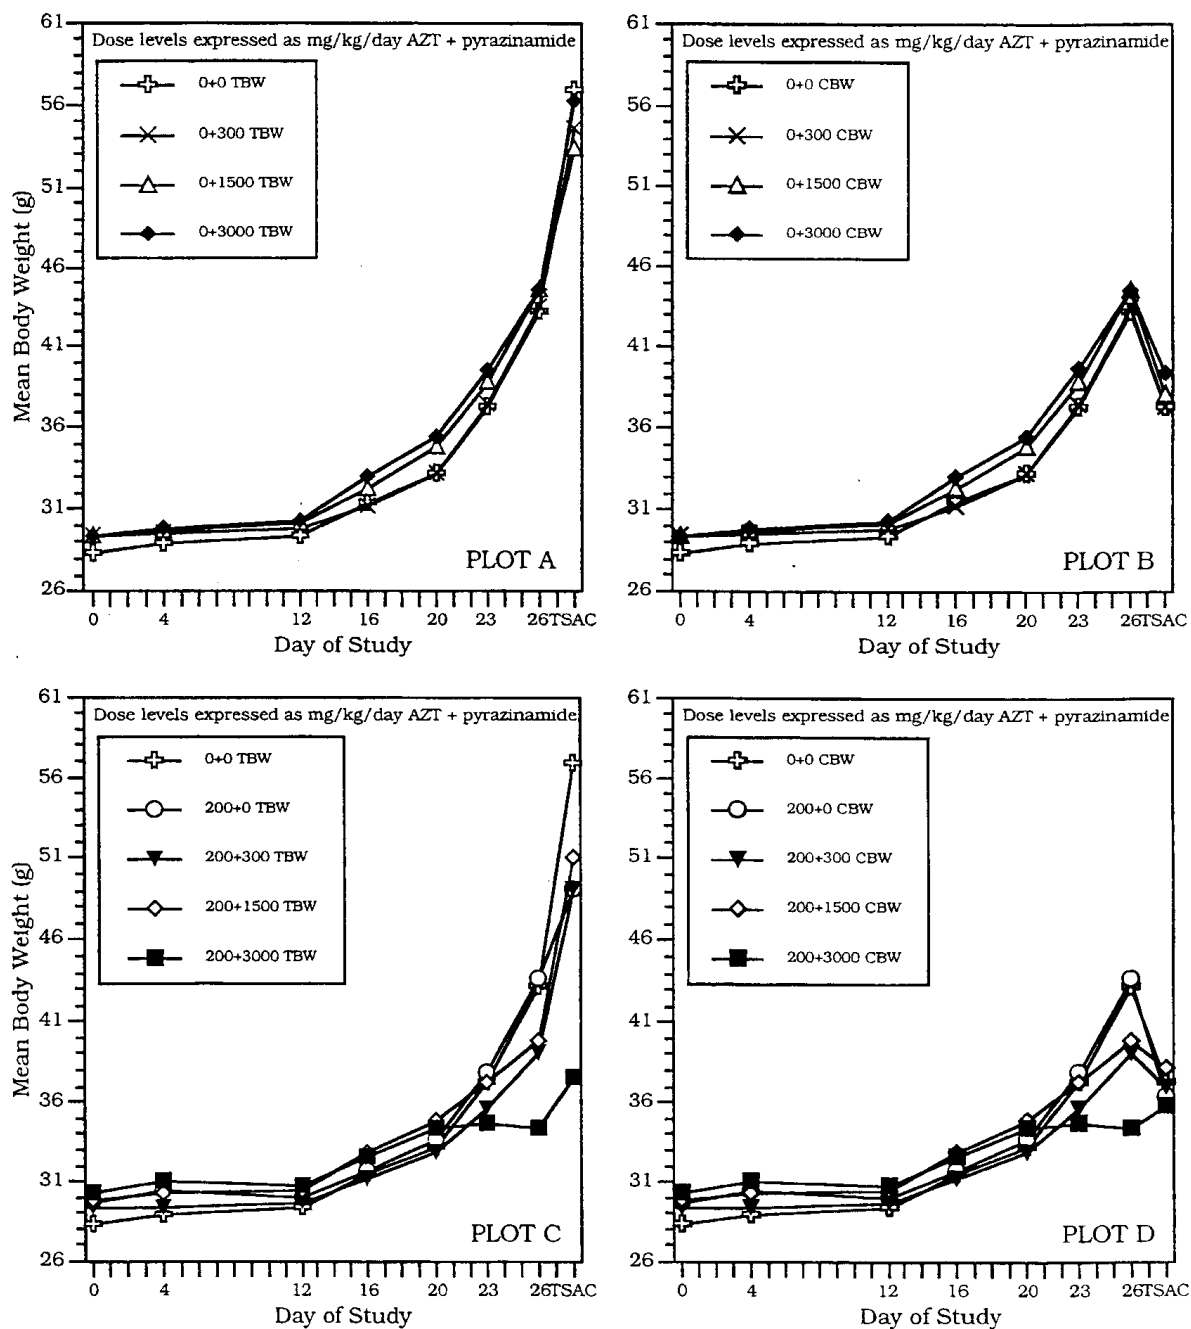 61
56
51
46
41
36
31
26
Mean Body Weight (g)
Dose levels expressed as mg/kg/day AZT + pyrazinamide
0+0 TBW
0+300 TBW
0+1500 TBW
0+3000 TBW
PLOT A
0 4 12 16 20 23 26TSAC
Day of Study
61
56
51
46
41
36
31
26
Dose levels expressed as mg/kg/day AZT + pyrazinamide
0+0 CBW
0+300 CBW
0+1500 CBW
0+3000 CBW
PLOT B
0 4 12 16 20 23 26TSAC
Day of Study
61
56
51
46
41
36
31
26
Mean Body Weight (g)
Dose levels expressed as mg/kg/day AZT + pyrazinamide
0+0 TBW
200+0 TBW
200+300 TBW
200+1500 TBW
200+3000 TBW
PLOT C
0 4 12 16 20 23 26TSAC
Day of Study
61
56
51
46
41
36
31
26
Dose levels expressed as mg/kg/day AZT + pyrazinamide
0+0 CBW
200+0 CBW
200+300 CBW
200+1500 CBW
200+3000 CBW
PLOT D
0 4 12 16 20 23 26TSAC
Day of Study